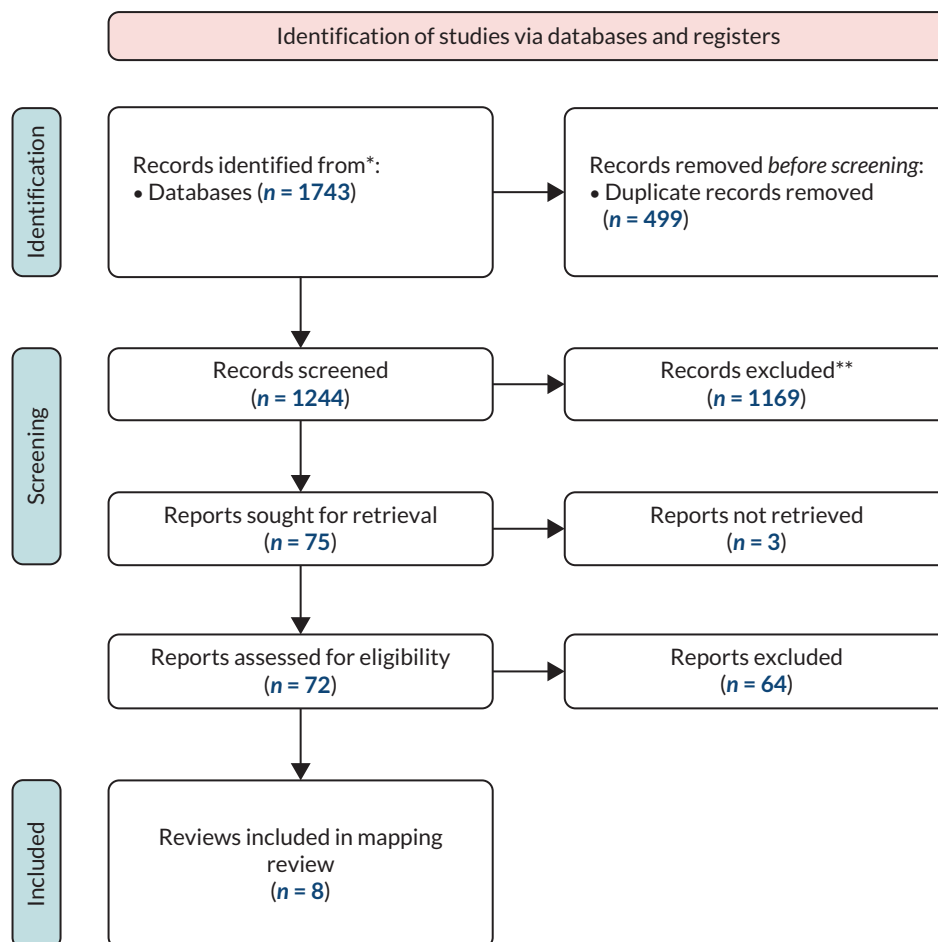 Identification of studies via databases and registers
Identification
Records identified from*:
• Databases (n = 1743)
Records removed before screening:
• Duplicate records removed
(n = 499)
Screening
Records screened
(n = 1244)
Records excluded**
(n = 1169)
Reports sought for retrieval
(n = 75)
Reports not retrieved
(n = 3)
Reports assessed for eligibility
(n = 72)
Reports excluded
(n = 64)
Included
Reviews included in mapping
review
(n = 8)